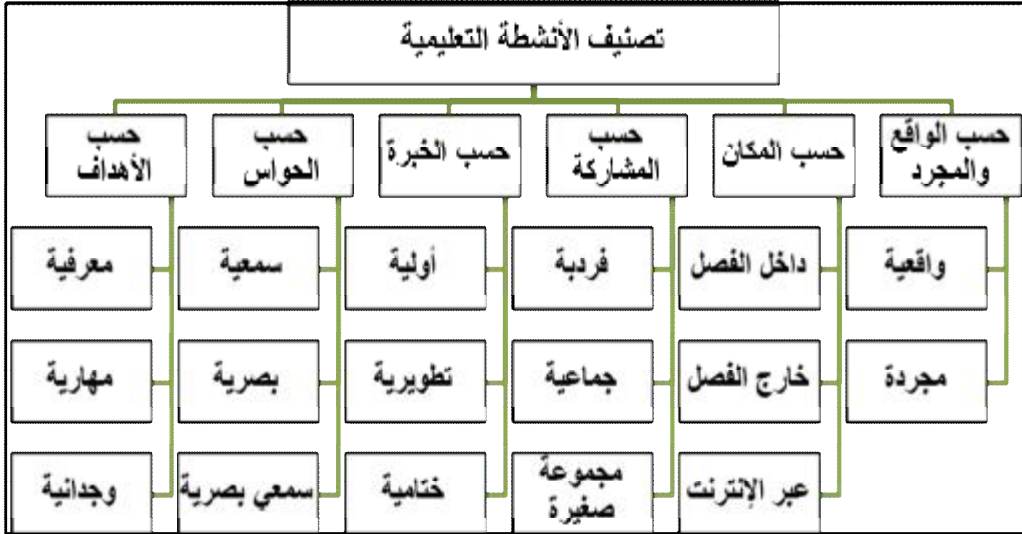 تصنيف الأنشطة التعليمية
حسب الواقع
والمجرد
واقعية
مجردة
حسب المكان
داخل الفصل
خارج الفصل
عبر الإنترنت
حسب
المشاركة
فردية
جماعية
مجموعة
صغيرة
حسب الخبرة
أولية
تطويرية
ختامية
حسب
الحواس
سمعية
بصرية
سمعي بصرية
حسب
الأهداف
معرفية
مهارية
وجدانية